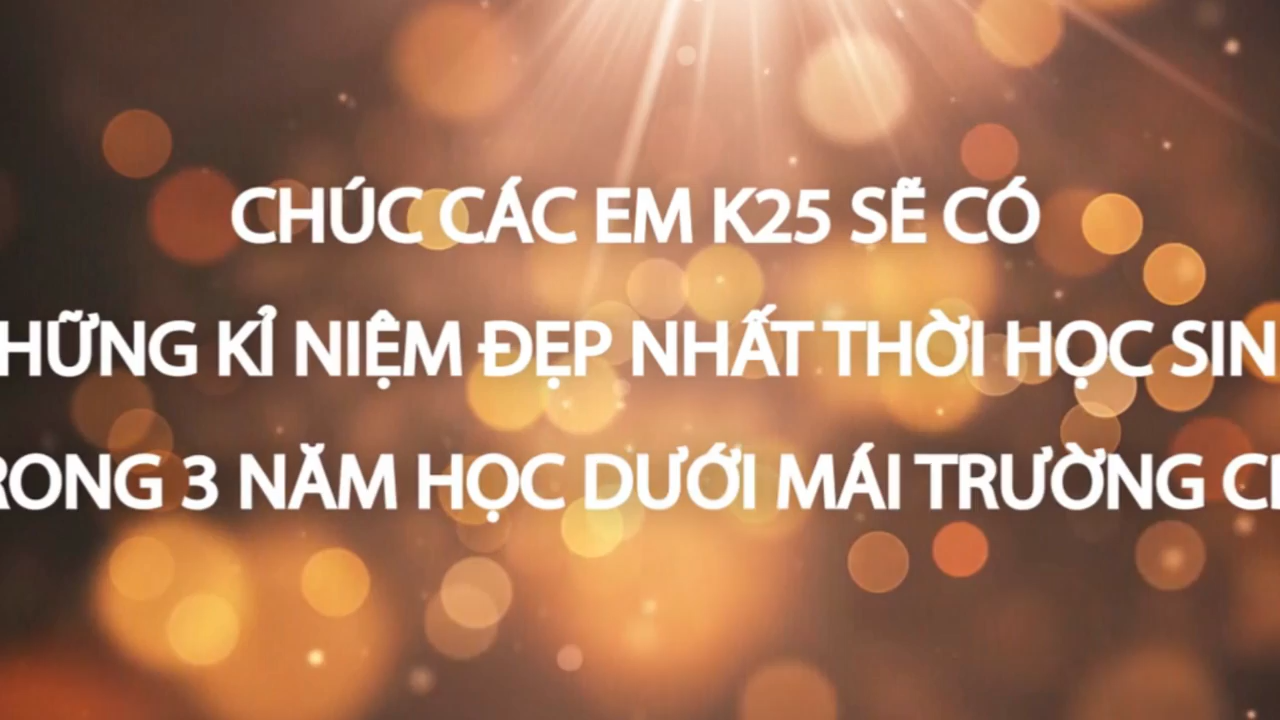 CHÚC CÁC EM K25 SẼ CÓ
HỮNG KỈ NIỆM ĐẸP NHẤT THỜI HỌC SIN
RONG 3 NĂM HỌC DƯỚI MÁI TRƯỜNG